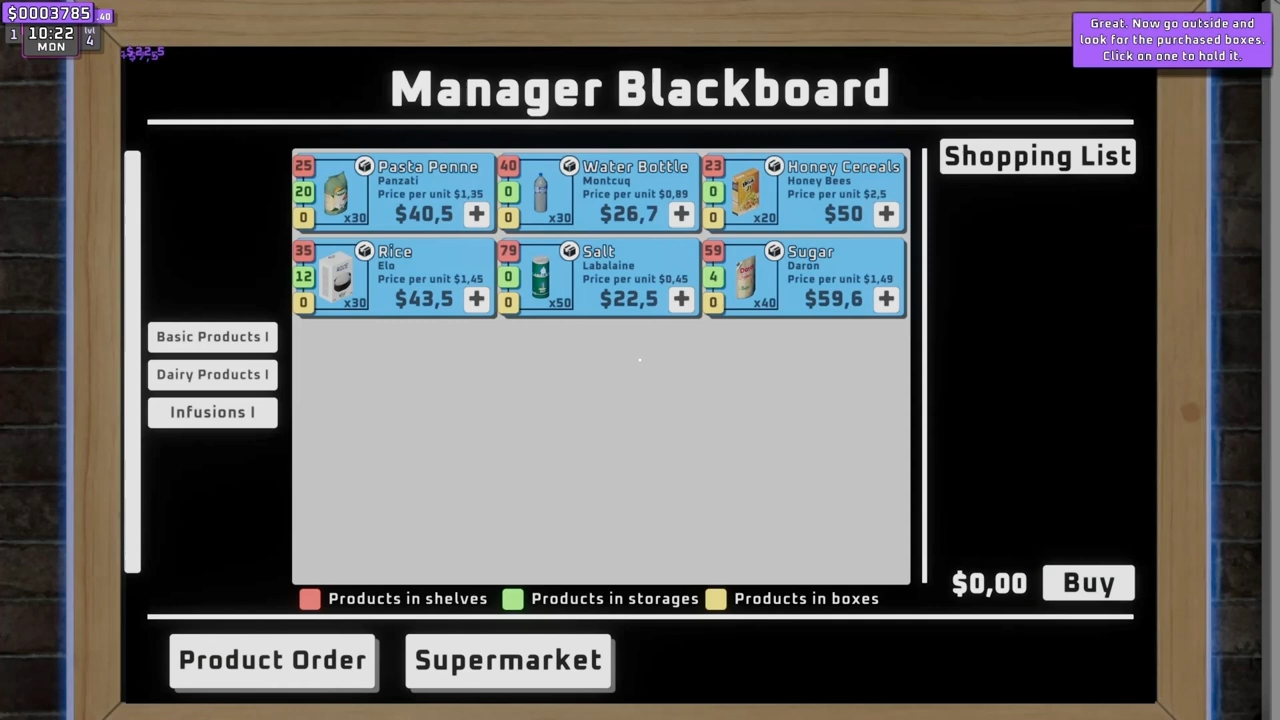 $0003785
.40
1
10:22
MON
lvl
4
Great. Now go outside and
look for the purchased boxes.
Click on one to hold it.
Manager Blackboard
25
20
0
x30
Pasta Penne
Panzati
Price per unit $1,35
$40,5 +
40
0
0
x30
Water Bottle
Montcuq
Price per unit $0,89
$26,7 +
23
0
0
x20
Honey Cereals
Honey Bees
Price per unit $2,5
$50 +
35
12
0
x30
Rice
Elo
Price per unit $1,45
$43,5 +
79
0
0
x50
Salt
Labalaine
Price per unit $0,45
$22,5 +
59
4
0
x40
Sugar
Daron
Price per unit $1,49
$59,6 +
Basic Products I
Dairy Products I
Infusions I
Products in shelves
Products in storages
Products in boxes
Shopping List
$0,00
Buy
Product Order
Supermarket